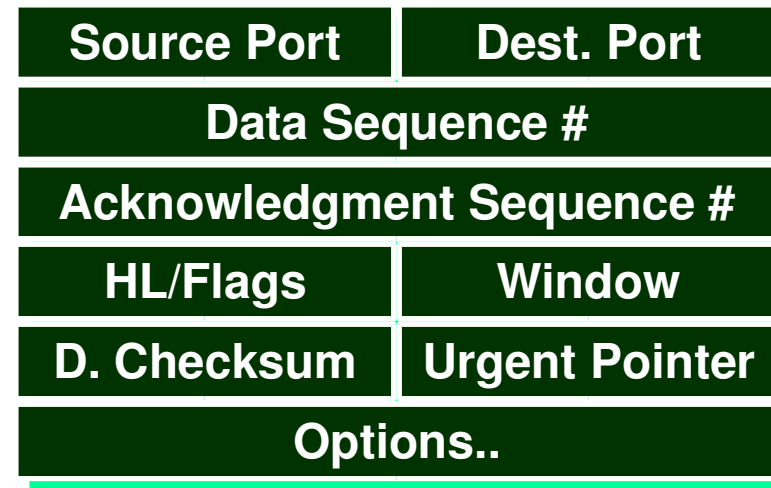 Source Port Dest. Port
Data Sequence #
Acknowledgment Sequence #
HL/Flags Window
D. Checksum Urgent Pointer
Options..